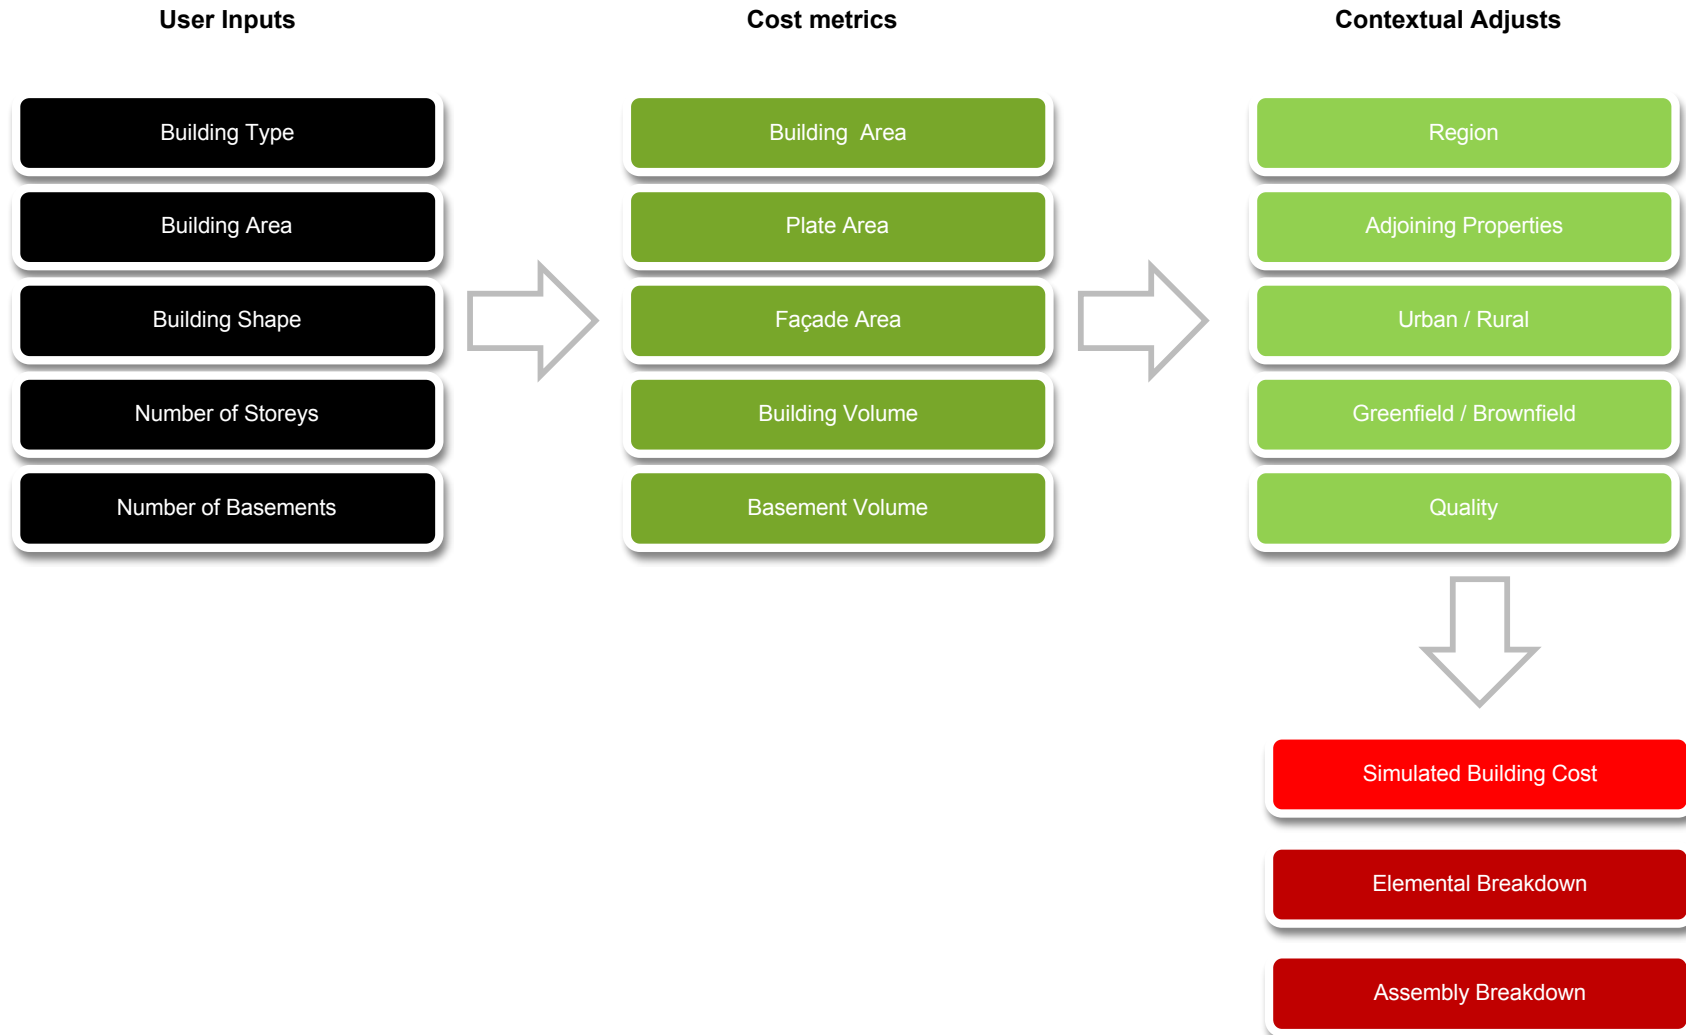 User Inputs
Building Type
Building Area
Building Shape
Number of Storeys
Number of Basements
Cost metrics
Building  Area
Plate Area
Façade Area
Building Volume
Basement Volume
Contextual Adjusts
Region
Adjoining Properties
Urban / Rural
Greenfield / Brownfield
Quality
Simulated Building Cost
Elemental Breakdown
Assembly Breakdown